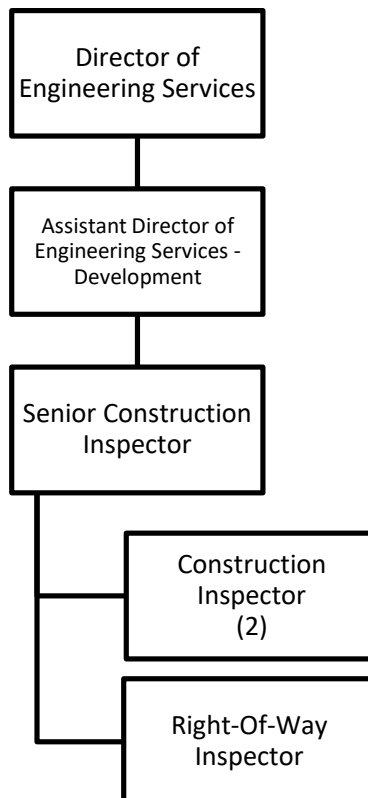 Director of
Engineering Services
Assistant Director of
Engineering Services -
Development
Senior Construction
Inspector
Construction
Inspector
(2)
Right-Of-Way
Inspector